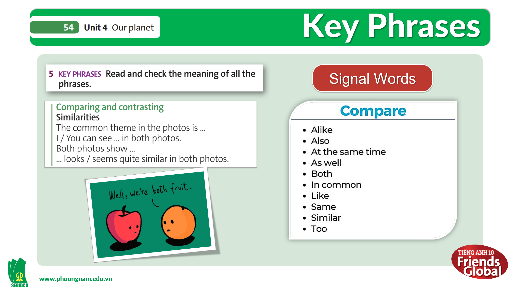 54 Unit 4 Our planet
Key Phrases
5 KEY PHRASES Read and check the meaning of all the
phrases.
Comparing and contrasting
Similarities
The common theme in the photos is ...
I / You can see ... in both photos.
Both photos show ...
... looks / seems quite similar in both photos.
Well, we're both fruit...
Signal Words
Compare
• Alike
• Also
• At the same time
• As well
• Both
• In common
• Like
• Same
• Similar
• Too
TIẾNG ANH 10
Friends
Global
www.phuongnam.edu.vn